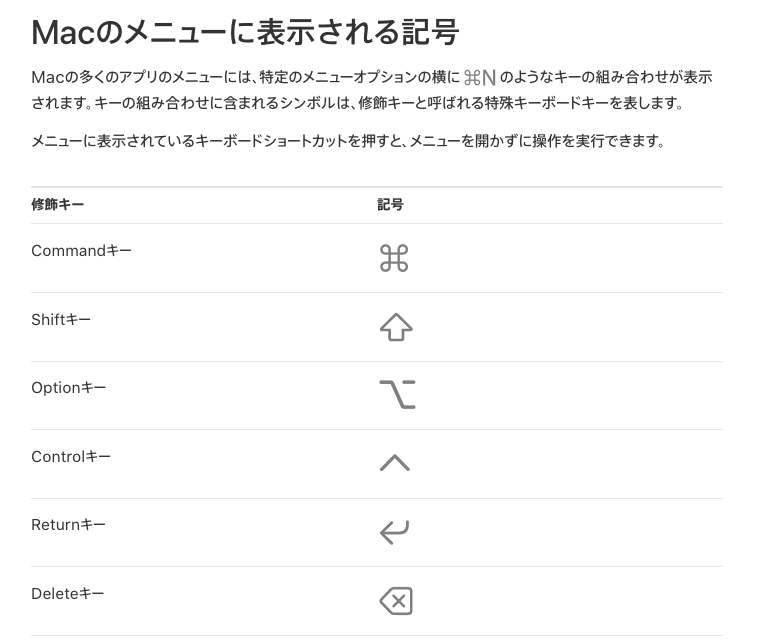 Macのメニューに表示される記号
Macの多くのアプリのメニューには、特定のメニューオプションの横に ⌘N のようなキーの組み合わせが表示
されます。キーの組み合わせに含まれるシンボルは、修飾キーと呼ばれる特殊キーボードキーを表します。
メニューに表示されているキーボードショートカットを押すと、メニューを開かずに操作を実行できます。
修飾キー 記号
Commandキー ⌘
Shiftキー ⇧
Optionキー ⌥
Controlキー ⌃
Returnキー ↩
Deleteキー ⌫